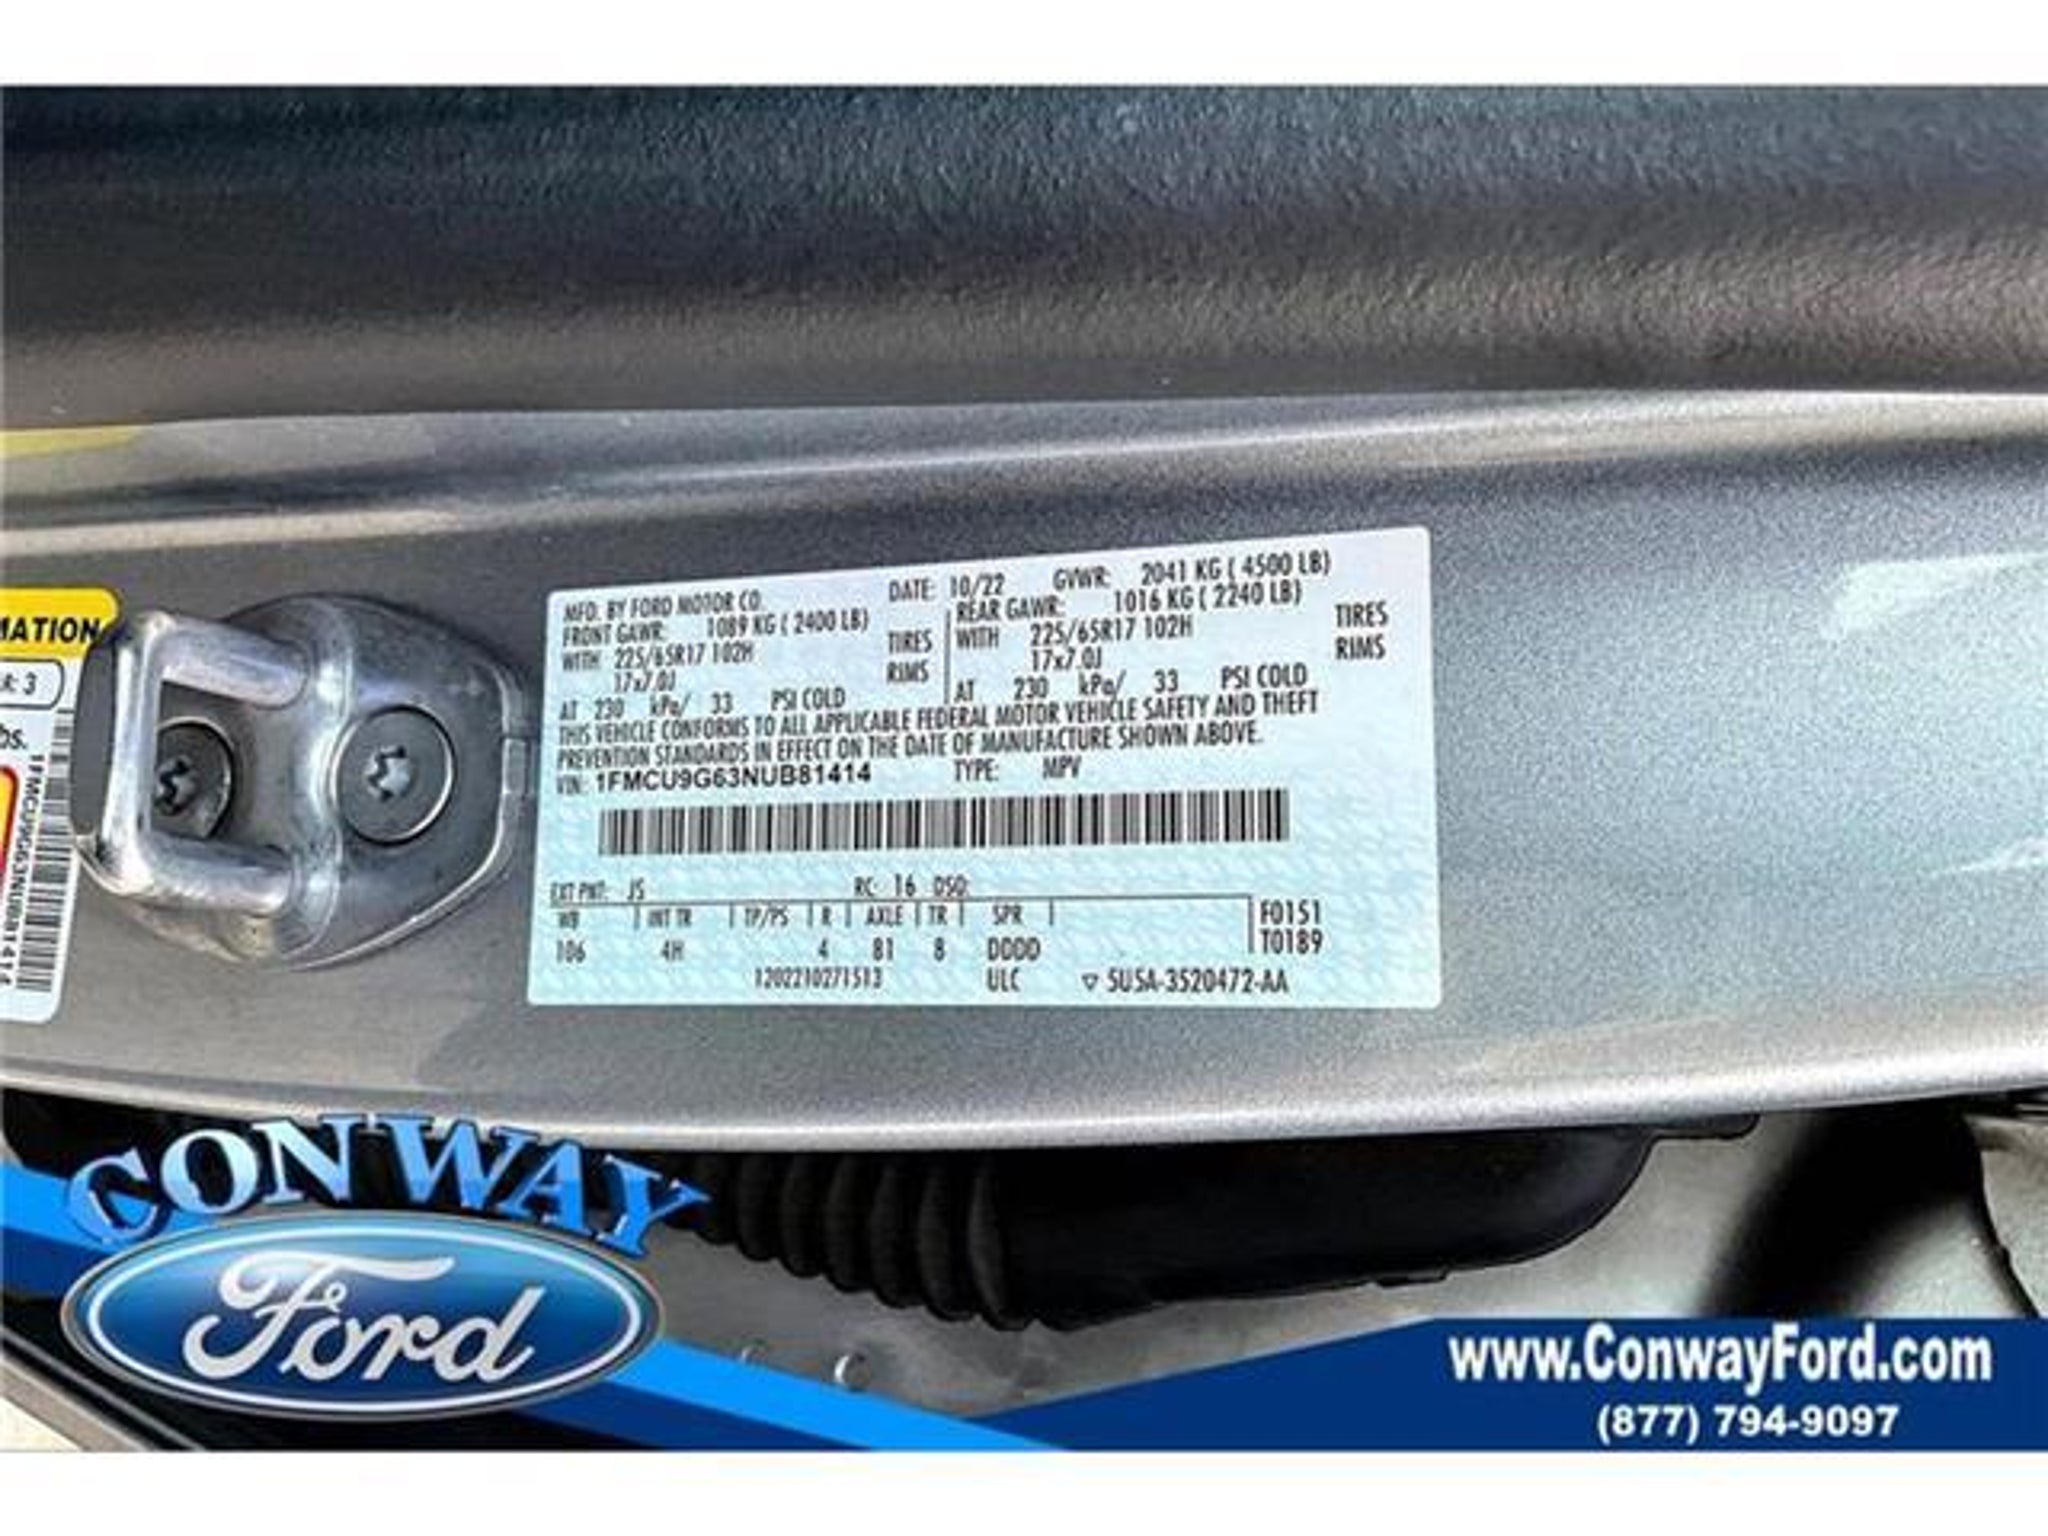 MATION
R: 3
bs.
1FMCU9G63NUB81414
MFD. BY FORD MOTOR CO. DATE: 10/22 GVWR: 2041 KG ( 4500 LB)
FRONT GAWR: 1089 KG ( 2400 LB) REAR GAWR: 1016 KG ( 2240 LB)
WITH 225/65R17 102H TIRES WITH 225/65R17 102H TIRES
17x7.0J RIMS 17x7.0J RIMS
AT 230 kPa/ 33 PSI COLD AT 230 kPa/ 33 PSI COLD
THIS VEHICLE CONFORMS TO ALL APPLICABLE FEDERAL MOTOR VEHICLE SAFETY AND THEFT
PREVENTION STANDARDS IN EFFECT ON THE DATE OF MANUFACTURE SHOWN ABOVE.
VIN: 1FMCU9G63NUB81414 TYPE: MPV
EXT PNT: JS RC: 16 DSO:
WB INT TR TP/PS R AXLE TR SPR F0151
106 4H 4 81 8 DDDD T0189
1202210271513 ULC ▽ 5U5A-3520472-AA
CONWAY
Ford
www.ConwayFord.com
(877) 794-9097